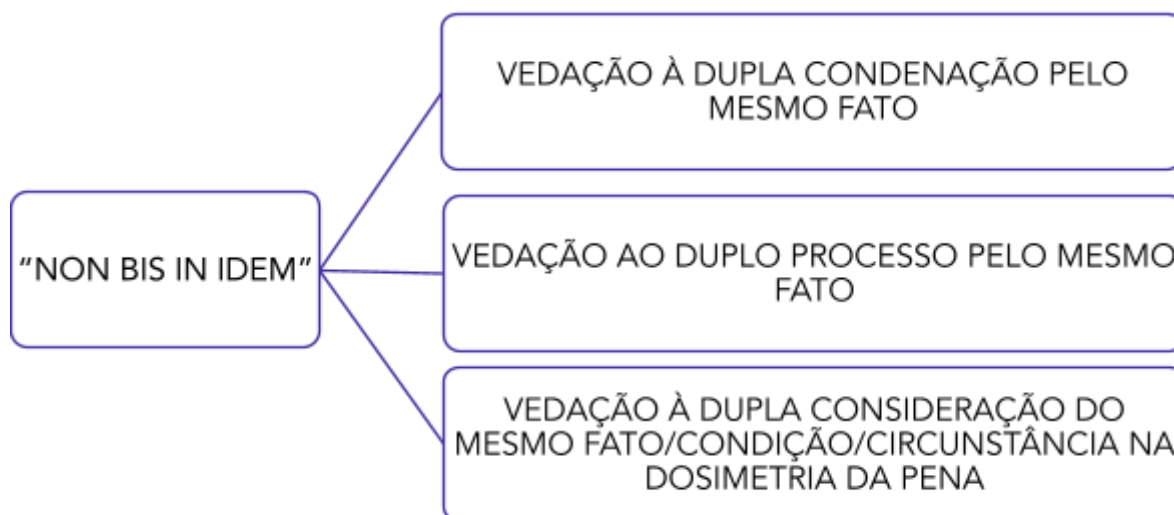 VEDAÇÃO À DUPLA CONDENAÇÃO PELO
MESMO FATO
“NON BIS IN IDEM”
VEDAÇÃO AO DUPLO PROCESSO PELO MESMO
FATO
VEDAÇÃO À DUPLA CONSIDERAÇÃO DO
MESMO FATO/CONDIÇÃO/CIRCUNSTÂNCIA NA
DOSIMETRIA DA PENA